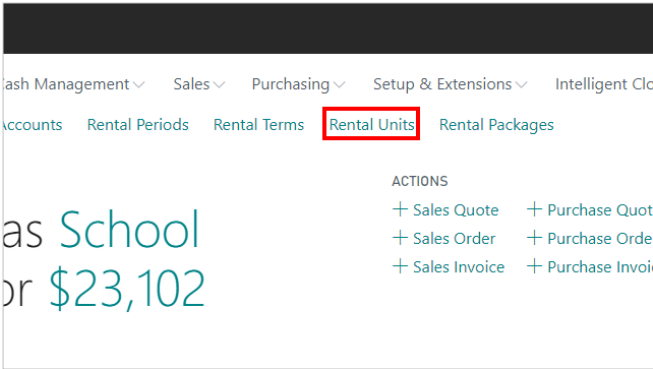 Cash Management Sales Purchasing Setup & Extensions Intelligent Clo
Accounts Rental Periods Rental Terms Rental Units Rental Packages
ACTIONS
+ Sales Quote + Purchase Quot
+ Sales Order + Purchase Orde
+ Sales Invoice + Purchase Invoi
as School
or $23,102